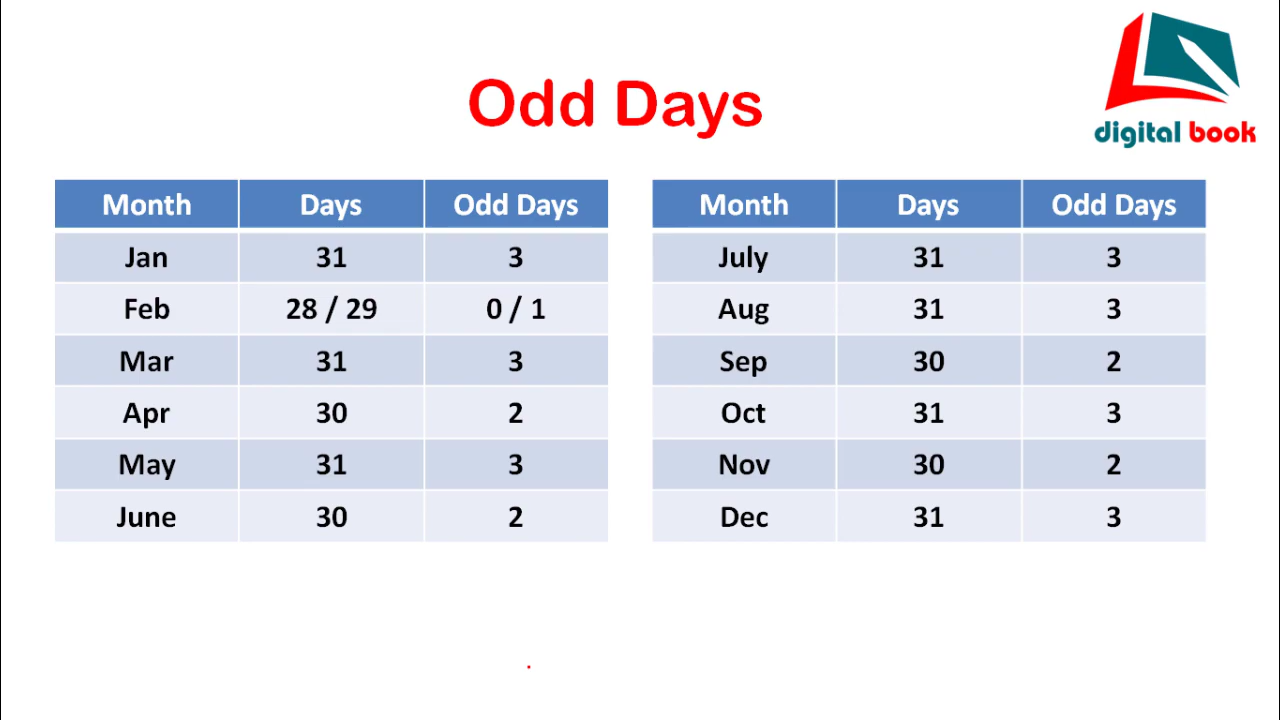 digital book
Odd Days
Month Days Odd Days
Jan 31 3
Feb 28 / 29 0 / 1
Mar 31 3
Apr 30 2
May 31 3
June 30 2
Month Days Odd Days
July 31 3
Aug 31 3
Sep 30 2
Oct 31 3
Nov 30 2
Dec 31 3